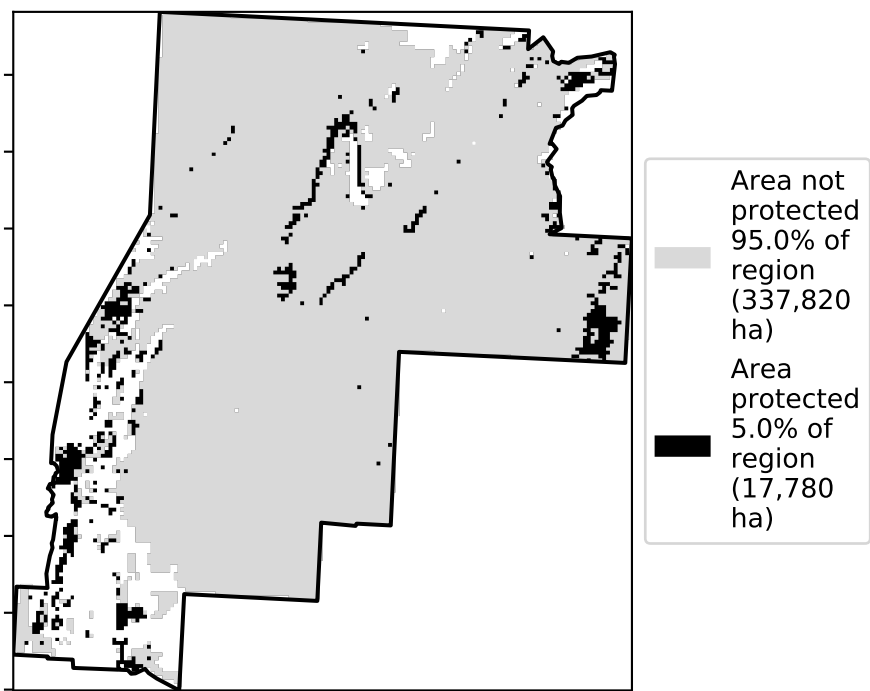 Area not
protected
95.0% of
region
(337,820
ha)
Area
protected
5.0% of
region
(17,780
ha)